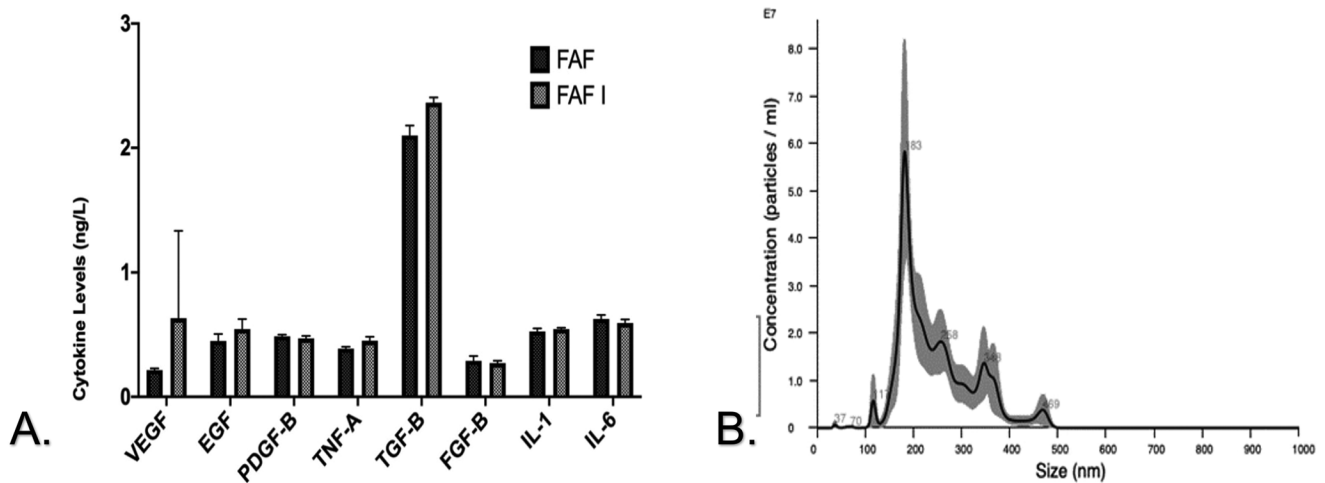 3
2
1
0
Cytokine Levels (ng/L)
FAF
FAF I
VEGF
EGF
PDGF-B
TNF-A
TGF-B
FGF-B
IL-1
IL-6
A.
E7
8.0
7.0
6.0
5.0
4.0
3.0
2.0
1.0
0
Concentration (particles / ml)
183
258
37
70
0 100 200 300 400 500 600 700 800 900 1000
Size (nm)
B.